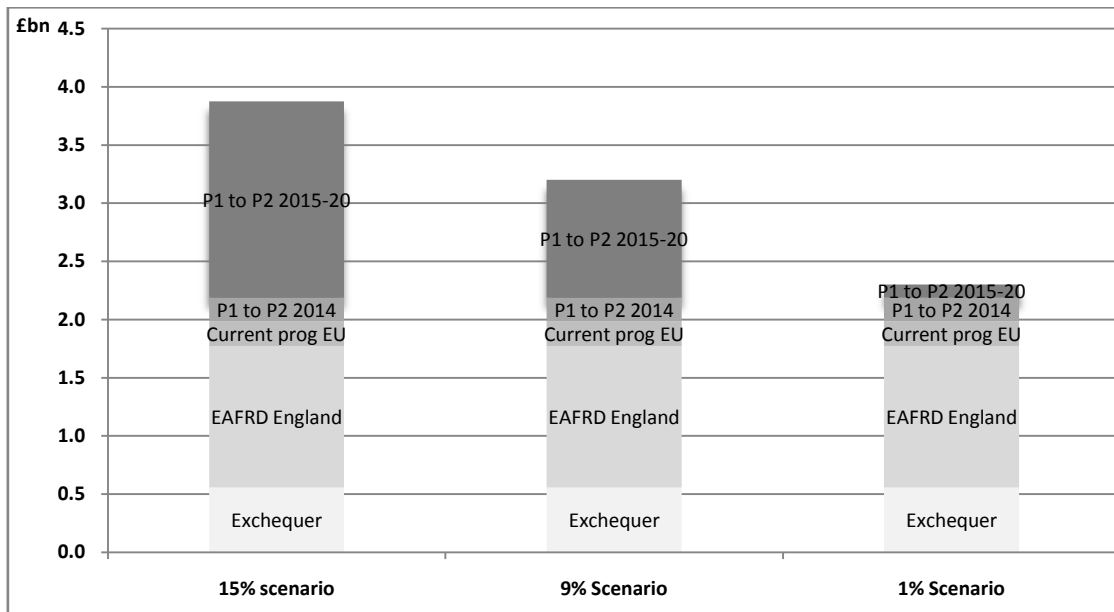 £bn
4.5
4.0
3.5
3.0
2.5
2.0
1.5
1.0
0.5
0.0
P1 to P2 2015-20
P1 to P2 2014
Current prog EU
EAFRD England
Exchequer
P1 to P2 2015-20
P1 to P2 2014
Current prog EU
EAFRD England
Exchequer
P1 to P2 2015-20
P1 to P2 2014
Current prog EU
EAFRD England
Exchequer
15% scenario
9% Scenario
1% Scenario